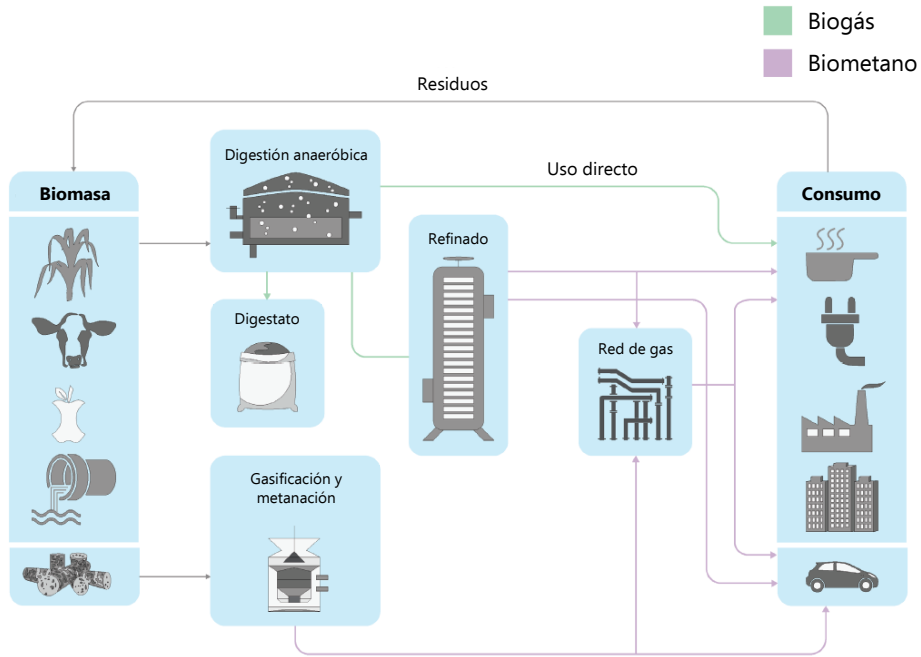 Biogás
Biometano
Residuos
Digestión anaeróbica
Biomasa
Uso directo
Consumo
Refinado
Digestato
Red de gas
Gasificación y
metanación